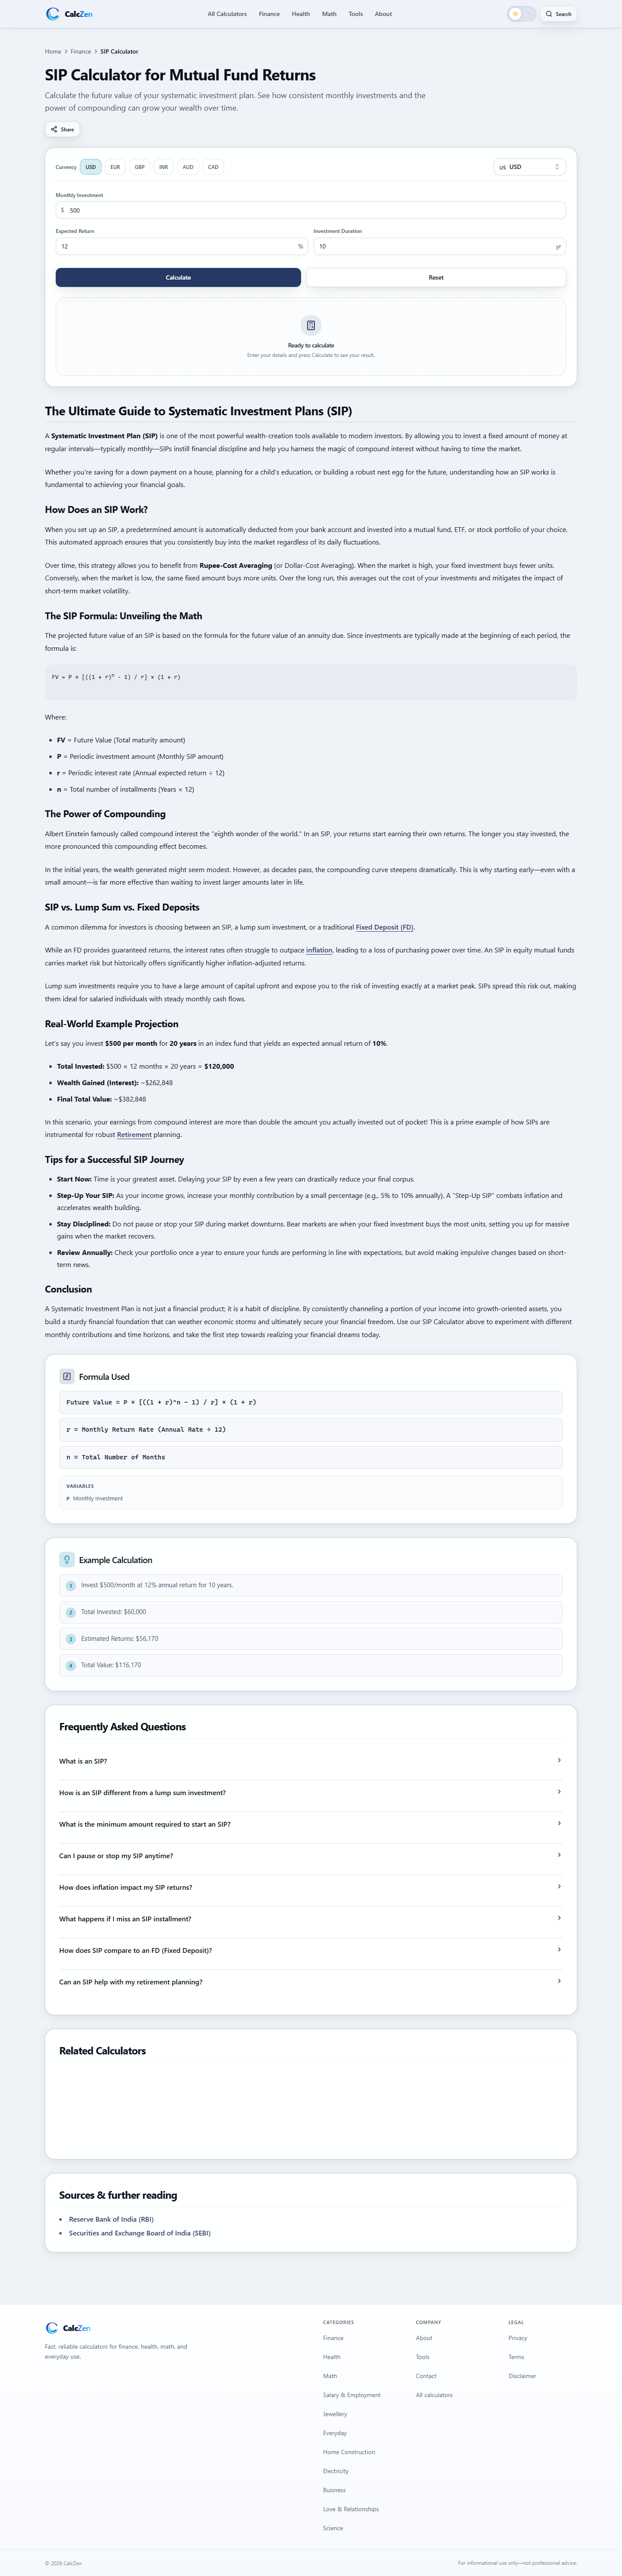 CalcZen
All Calculators Finance Health Math Tools About
Search
Home > Finance > SIP Calculator
SIP Calculator for Mutual Fund Returns
Calculate the future value of your systematic investment plan. See how consistent monthly investments and the
power of compounding can grow your wealth over time.
Share
Currency USD EUR GBP INR AUD CAD
US USD
Monthly Investment
$ 500
Expected Return
12 %
Investment Duration
10 yr
Calculate
Reset
Ready to calculate
Enter your details and press Calculate to see your result.
The Ultimate Guide to Systematic Investment Plans (SIP)
A Systematic Investment Plan (SIP) is one of the most powerful wealth-creation tools available to modern investors. By allowing you to invest a fixed amount of money at
regular intervals—typically monthly—SIPs instill financial discipline and help you harness the magic of compound interest without having to time the market.
Whether you're saving for a down payment on a house, planning for a child's education, or building a robust nest egg for the future, understanding how an SIP works is
fundamental to achieving your financial goals.
How Does an SIP Work?
When you set up an SIP, a predetermined amount is automatically deducted from your bank account and invested into a mutual fund, ETF, or stock portfolio of your choice.
This automated approach ensures that you consistently buy into the market regardless of its daily fluctuations.
Over time, this strategy allows you to benefit from Rupee-Cost Averaging (or Dollar-Cost Averaging). When the market is high, your fixed investment buys fewer units.
Conversely, when the market is low, the same fixed amount buys more units. Over the long run, this averages out the cost of your investments and mitigates the impact of
short-term market volatility.
The SIP Formula: Unveiling the Math
The projected future value of an SIP is based on the formula for the future value of an annuity due. Since investments are typically made at the beginning of each period, the
formula is:
FV = P × [((1 + r)ⁿ - 1) / r] × (1 + r)
Where:
• FV = Future Value (Total maturity amount)
• P = Periodic investment amount (Monthly SIP amount)
• r = Periodic interest rate (Annual expected return ÷ 12)
• n = Total number of installments (Years × 12)
The Power of Compounding
Albert Einstein famously called compound interest the "eighth wonder of the world." In an SIP, your returns start earning their own returns. The longer you stay invested, the
more pronounced this compounding effect becomes.
In the initial years, the wealth generated might seem modest. However, as decades pass, the compounding curve steepens dramatically. This is why starting early—even with a
small amount—is far more effective than waiting to invest larger amounts later in life.
SIP vs. Lump Sum vs. Fixed Deposits
A common dilemma for investors is choosing between an SIP, a lump sum investment, or a traditional Fixed Deposit (FD).
While an FD provides guaranteed returns, the interest rates often struggle to outpace inflation, leading to a loss of purchasing power over time. An SIP in equity mutual funds
carries market risk but historically offers significantly higher inflation-adjusted returns.
Lump sum investments require you to have a large amount of capital upfront and expose you to the risk of investing exactly at a market peak. SIPs spread this risk out, making
them ideal for salaried individuals with steady monthly cash flows.
Real-World Example Projection
Let's say you invest $500 per month for 20 years in an index fund that yields an expected annual return of 10%.
• Total Invested: $500 × 12 months × 20 years = $120,000
• Wealth Gained (Interest): ~$262,848
• Final Total Value: ~$382,848
In this scenario, your earnings from compound interest are more than double the amount you actually invested out of pocket! This is a prime example of how SIPs are
instrumental for robust Retirement planning.
Tips for a Successful SIP Journey
• Start Now: Time is your greatest asset. Delaying your SIP by even a few years can drastically reduce your final corpus.
• Step-Up Your SIP: As your income grows, increase your monthly contribution by a small percentage (e.g., 5% to 10% annually). A "Step-Up SIP" combats inflation and
accelerates wealth building.
• Stay Disciplined: Do not pause or stop your SIP during market downturns. Bear markets are when your fixed investment buys the most units, setting you up for massive
gains when the market recovers.
• Review Annually: Check your portfolio once a year to ensure your funds are performing in line with expectations, but avoid making impulsive changes based on short-
term news.
Conclusion
A Systematic Investment Plan is not just a financial product; it is a habit of discipline. By consistently channeling a portion of your income into growth-oriented assets, you
build a sturdy financial foundation that can weather economic storms and ultimately secure your financial freedom. Use our SIP Calculator above to experiment with different
monthly contributions and time horizons, and take the first step towards realizing your financial dreams today.
Formula Used
Future Value = P × [((1 + r)^n − 1) / r] × (1 + r)
r = Monthly Return Rate (Annual Rate ÷ 12)
n = Total Number of Months
VARIABLES
P Monthly Investment
Example Calculation
1 Invest $500/month at 12% annual return for 10 years.
2 Total Invested: $60,000
3 Estimated Returns: $56,170
4 Total Value: $116,170
Frequently Asked Questions
What is an SIP?
How is an SIP different from a lump sum investment?
What is the minimum amount required to start an SIP?
Can I pause or stop my SIP anytime?
How does inflation impact my SIP returns?
What happens if I miss an SIP installment?
How does SIP compare to an FD (Fixed Deposit)?
Can an SIP help with my retirement planning?
Related Calculators
Sources & further reading
• Reserve Bank of India (RBI)
• Securities and Exchange Board of India (SEBI)
CalcZen
Fast, reliable calculators for finance, health, math, and
everyday use.
CATEGORIES
Finance
Health
Math
Salary & Employment
Jewellery
Everyday
Home Construction
Electricity
Business
Love & Relationships
Science
COMPANY
About
Tools
Contact
All calculators
LEGAL
Privacy
Terms
Disclaimer
© 2026 CalcZen
For informational use only—not professional advice.